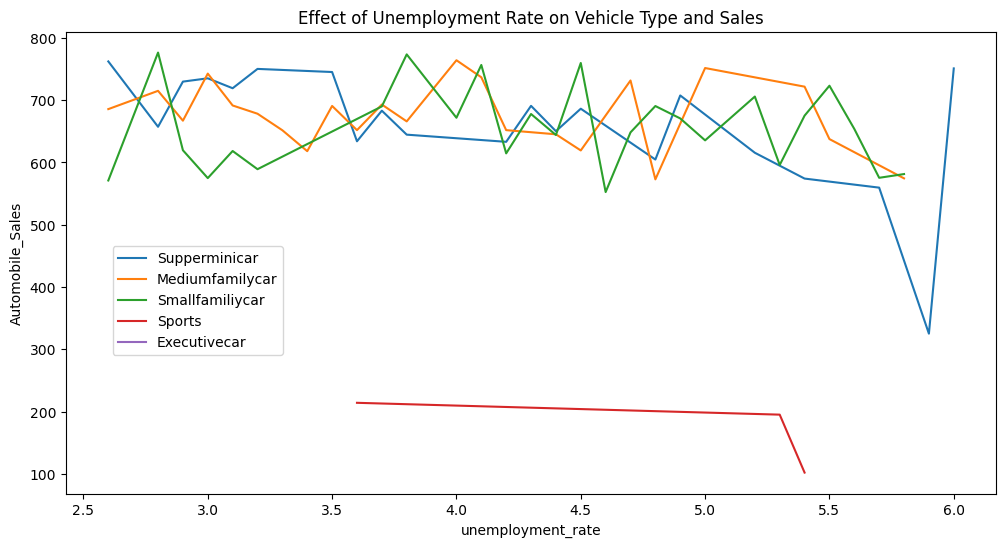 Effect of Unemployment Rate on Vehicle Type and Sales
800
700
600
500
400
300
200
100
Automobile_Sales
Supperminicar
Mediumfamilycar
Smallfamiliycar
Sports
Executivecar
2.5 3.0 3.5 4.0 4.5 5.0 5.5 6.0
unemployment_rate